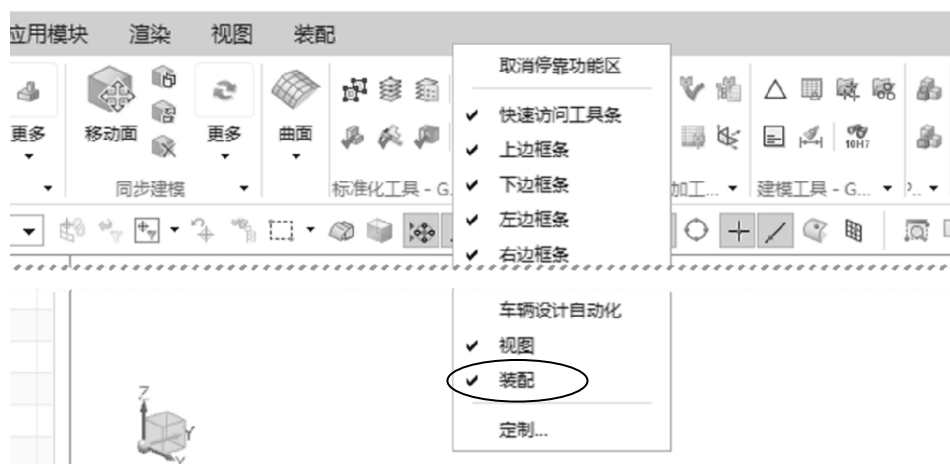 应用模块 渲染 视图 装配
取消停靠功能区
快速访问工具条
上边框条
下边框条
左边框条
右边框条
更多 移动面 更多 曲面
10H7
同步建模 标准化工具 - G... 加工... 建模工具 - G...
车辆设计自动化
视图
装配
定制...
Z
Y